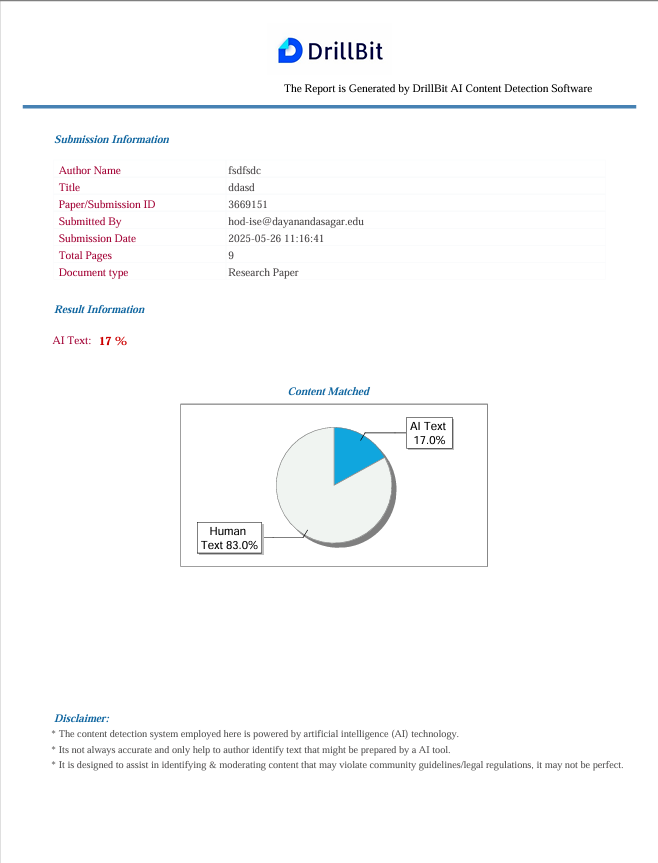 DrillBit
The Report is Generated by DrillBit AI Content Detection Software
Submission Information
Author Name fsdfsdc
Title ddasd
Paper/Submission ID 3669151
Submitted By hod-ise@dayanandasagar.edu
Submission Date 2025-05-26 11:16:41
Total Pages 9
Document type Research Paper
Result Information
AI Text: 17 %
Content Matched
AI Text
17.0%
Human
Text 83.0%
Disclaimer:
* The content detection system employed here is powered by artificial intelligence (AI) technology.
* Its not always accurate and only help to author identify text that might be prepared by a AI tool.
* It is designed to assist in identifying & moderating content that may violate community guidelines/legal regulations, it may not be perfect.